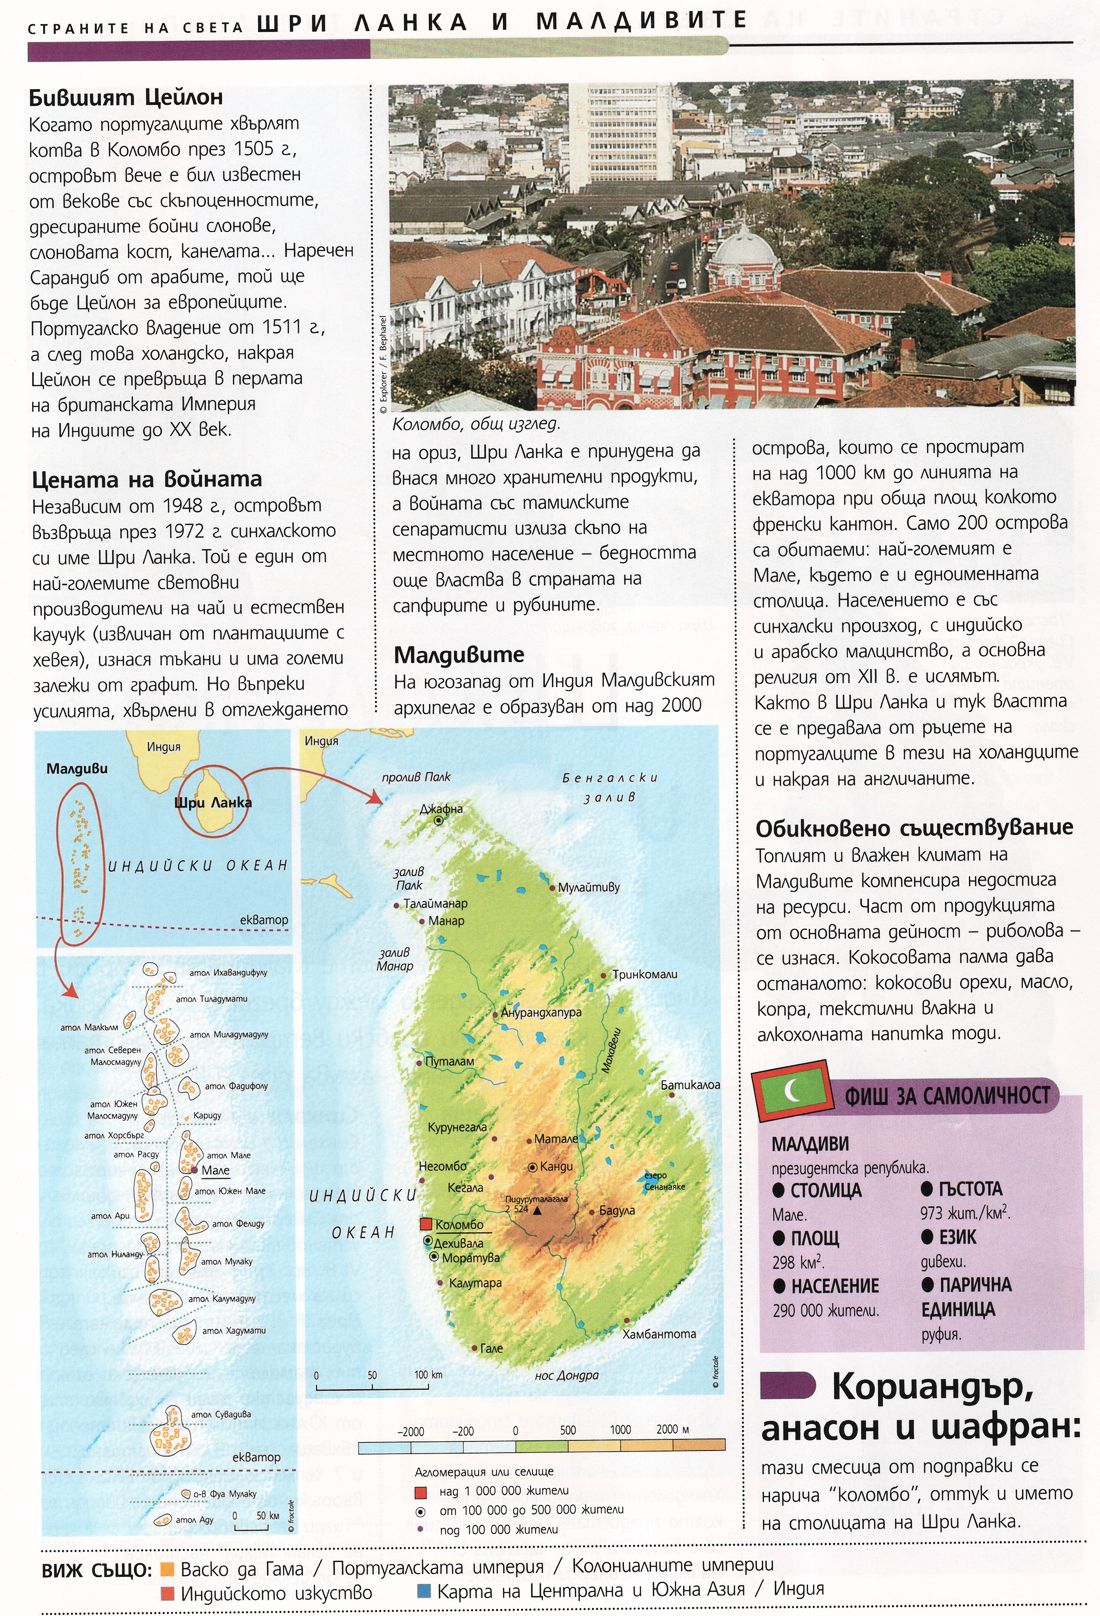 СТРАНИТЕ НА СВЕТА ШРИ ЛАНКА И МАЛДИВИТЕ
Бившият Цейлон
Когато португалците хвърлят
котва в Коломбо през 1505 г.,
островът вече е бил известен
от векове със скъпоценностите,
дресираните бойни слонове,
слоновата кост, канелата... Наречен
Сарандиб от арабите, той ще
бъде Цейлон за европейците.
Португалско владение от 1511 г.,
а след това холандско, накрая
Цейлон се превръща в перлата
на британската Империя
на Индиите до XX век.
Цената на войната
Независим от 1948 г., островът
възвръща през 1972 г. синхалското
си име Шри Ланка. Той е един от
най-големите световни
производители на чай и естествен
каучук (извличан от плантациите с
хевея), изнася тъкани и има големи
залежи от графит. Но въпреки
усилията, хвърлени в отглеждането
© Explorer / F. Bephanel
Коломбо, общ изглед.
на ориз, Шри Ланка е принудена да
внася много хранителни продукти,
а войната със тамилските
сепаратисти излиза скъпо на
местното население – бедността
още властва в страната на
сапфирите и рубините.
Малдивите
На югозапад от Индия Малдивският
архипелаг е образуван от над 2000
острова, които се простират
на над 1000 km до линията на
екватора при обща площ колкото
френски кантон. Само 200 острова
са обитаеми: най-големият е
Мале, където е и едноименната
столица. Населението е със
синхалски произход, с индийско
и арабско малцинство, а основна
религия от XII в. е ислямът.
Както в Шри Ланка и тук властта
се е предавала от ръцете на
португалците в тези на холандците
и накрая на англичаните.
Обикновено съществуване
Топлият и влажен климат на
Малдивите компенсира недостига
на ресурси. Част от продукцията
от основната дейност – риболова –
се изнася. Кокосовата палма дава
останалото: кокосови орехи, масло,
копра, текстилни влакна и
алкохолната напитка тоди.
Индия
Малдиви
Шри Ланка
ИНДИЙСКИ ОКЕАН
екватор
атол Ихавандифулу
атол Тиладумати
атол Малкълм
атол Миладумадулу
атол Северен
Малосмадулу
атол Фадифолу
атол Южен
Малосмадулу
Кариду
атол Хорсбърг
атол Расду
атол Мале
Мале
атол Южен Мале
атол Ари
атол Фелиду
атол Ниланду
атол Мулаку
атол Калумадулу
атол Хадумати
атол Сувадива
екватор
о-в Фуа Мулаку
атол Аду
0 50 км
© fractale
Индия
пролив Палк
Бенгалски
залив
Джафна
залив
Палк
Мулайтиву
Талайманар
Манар
залив
Манар
Тринкомали
Анурандхапура
Махавели
Путалам
Батикалоа
Курунегала
Матале
Негомбо
Канди
Кегала
езеро
Сенанаяке
ИНДИЙСКИ
ОКЕАН
Пидуруталагала
2 524
Бадула
Коломбо
Дехивала
Моратува
Калутара
Хамбантота
Гале
нос Дондра
0 50 100 km
© fractale
–2000 –200 0 500 1000 2000 м
Агломерация или селище
над 1 000 000 жители
от 100 000 до 500 000 жители
под 100 000 жители
ФИШ ЗА САМОЛИЧНОСТ
МАЛДИВИ
президентска република.
● СТОЛИЦА
Мале.
● ПЛОЩ
298 km².
● НАСЕЛЕНИЕ
290 000 жители.
● ГЪСТОТА
973 жит./km².
● ЕЗИК
дивехи.
● ПАРИЧНА
ЕДИНИЦА
руфия.
Кориандър,
анасон и шафран:
тази смесица от подправки се
нарича “коломбо”, оттук и името
на столицата на Шри Ланка.
ВИЖ СЪЩО: Васко да Гама / Португалската империя / Колониалните империи
Индийското изкуство Карта на Централна и Южна Азия / Индия